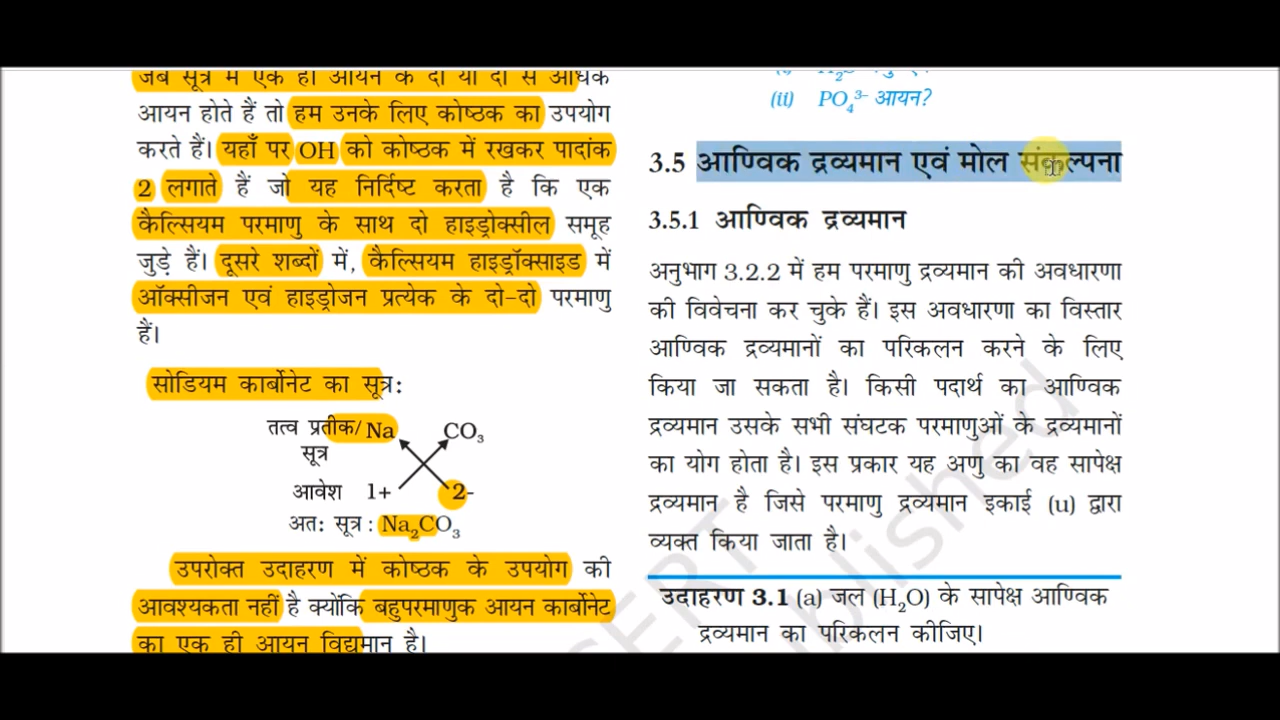 जब सूत्र में एक ही आयन के दो या दो से अधिक
आयन होते हैं तो हम उनके लिए कोष्ठक का उपयोग
करते हैं। यहाँ पर OH को कोष्ठक में रखकर पादांक
2 लगाते हैं जो यह निर्दिष्ट करता है कि एक
कैल्सियम परमाणु के साथ दो हाइड्रोक्सील समूह
जुड़े हैं। दूसरे शब्दों में, कैल्सियम हाइड्रॉक्साइड में
ऑक्सीजन एवं हाइड्रोजन प्रत्येक के दो-दो परमाणु
हैं।
सोडियम कार्बोनेट का सूत्र:
तत्व प्रतीक/ Na CO₃
सूत्र
आवेश 1+ 2-
अत: सूत्र : Na₂CO₃
उपरोक्त उदाहरण में कोष्ठक के उपयोग की
आवश्यकता नहीं है क्योंकि बहुपरमाणुक आयन कार्बोनेट
का एक ही आयन विद्यमान है।
(ii) PO₄³⁻ आयन?
3.5 आण्विक द्रव्यमान एवं मोल संकल्पना
3.5.1 आण्विक द्रव्यमान
अनुभाग 3.2.2 में हम परमाणु द्रव्यमान की अवधारणा
की विवेचना कर चुके हैं। इस अवधारणा का विस्तार
आण्विक द्रव्यमानों का परिकलन करने के लिए
किया जा सकता है। किसी पदार्थ का आण्विक
द्रव्यमान उसके सभी संघटक परमाणुओं के द्रव्यमानों
का योग होता है। इस प्रकार यह अणु का वह सापेक्ष
द्रव्यमान है जिसे परमाणु द्रव्यमान इकाई (u) द्वारा
व्यक्त किया जाता है।
उदाहरण 3.1 (a) जल (H₂O) के सापेक्ष आण्विक
द्रव्यमान का परिकलन कीजिए।